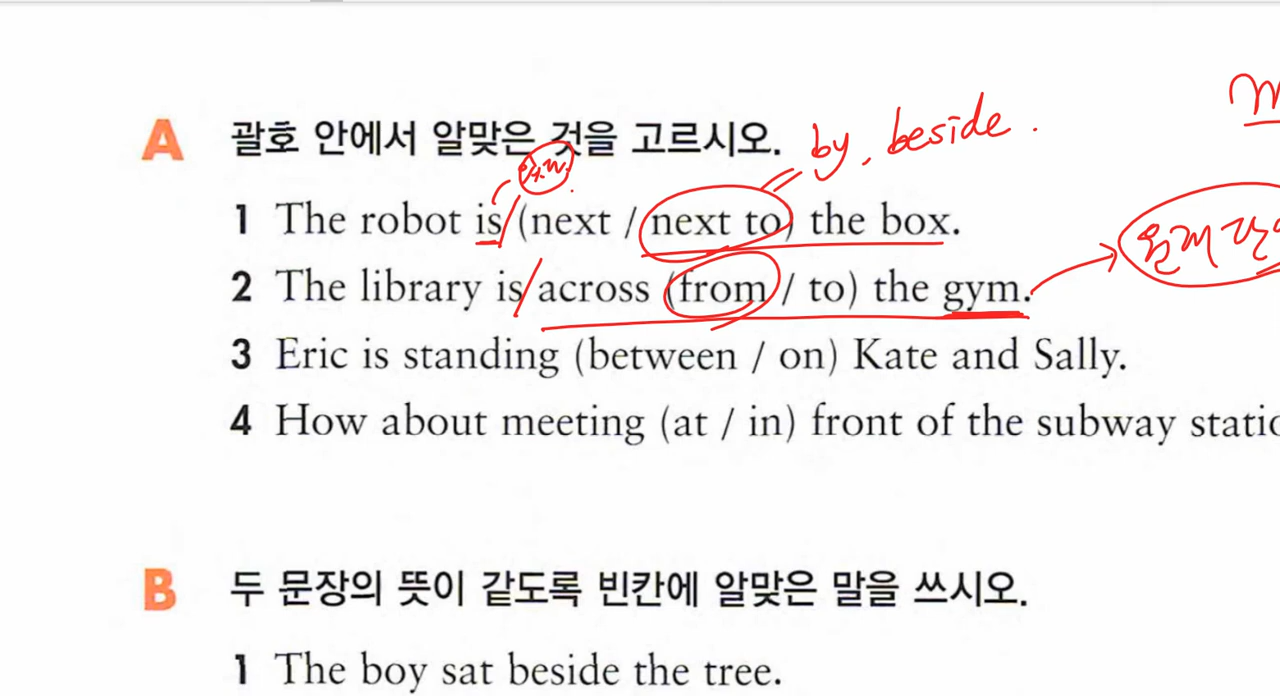 by, beside.
A 괄호 안에서 알맞은 것을 고르시오.
1 The robot is / (next / next to) the box.
2 The library is / across (from / to) the gym.
3 Eric is standing (between / on) Kate and Sally.
4 How about meeting (at / in) front of the subway static
B 두 문장의 뜻이 같도록 빈칸에 알맞은 말을 쓰시오.
1 The boy sat beside the tree.